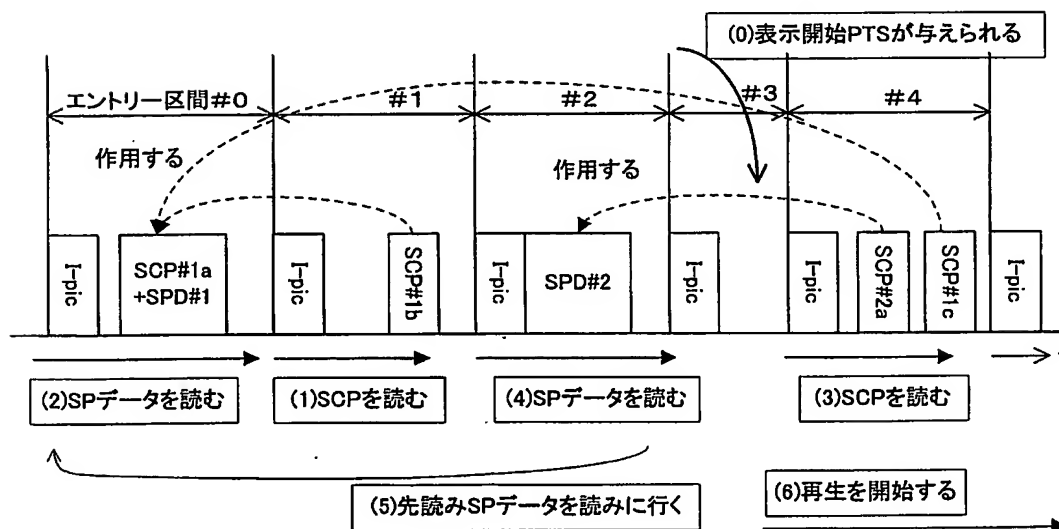 (0)表示開始PTSが与えられる
エントリー区間#0
#1
#2
#3
#4
作用する
作用する
I-pic
SCP#1a
+SPD#1
I-pic
SCP#1b
I-pic
SPD#2
I-pic
I-pic
SCP#2a
SCP#1c
I-pic
(2)SPデータを読む
(1)SCPを読む
(4)SPデータを読む
(3)SCPを読む
(5)先読みSPデータを読みに行く
(6)再生を開始する